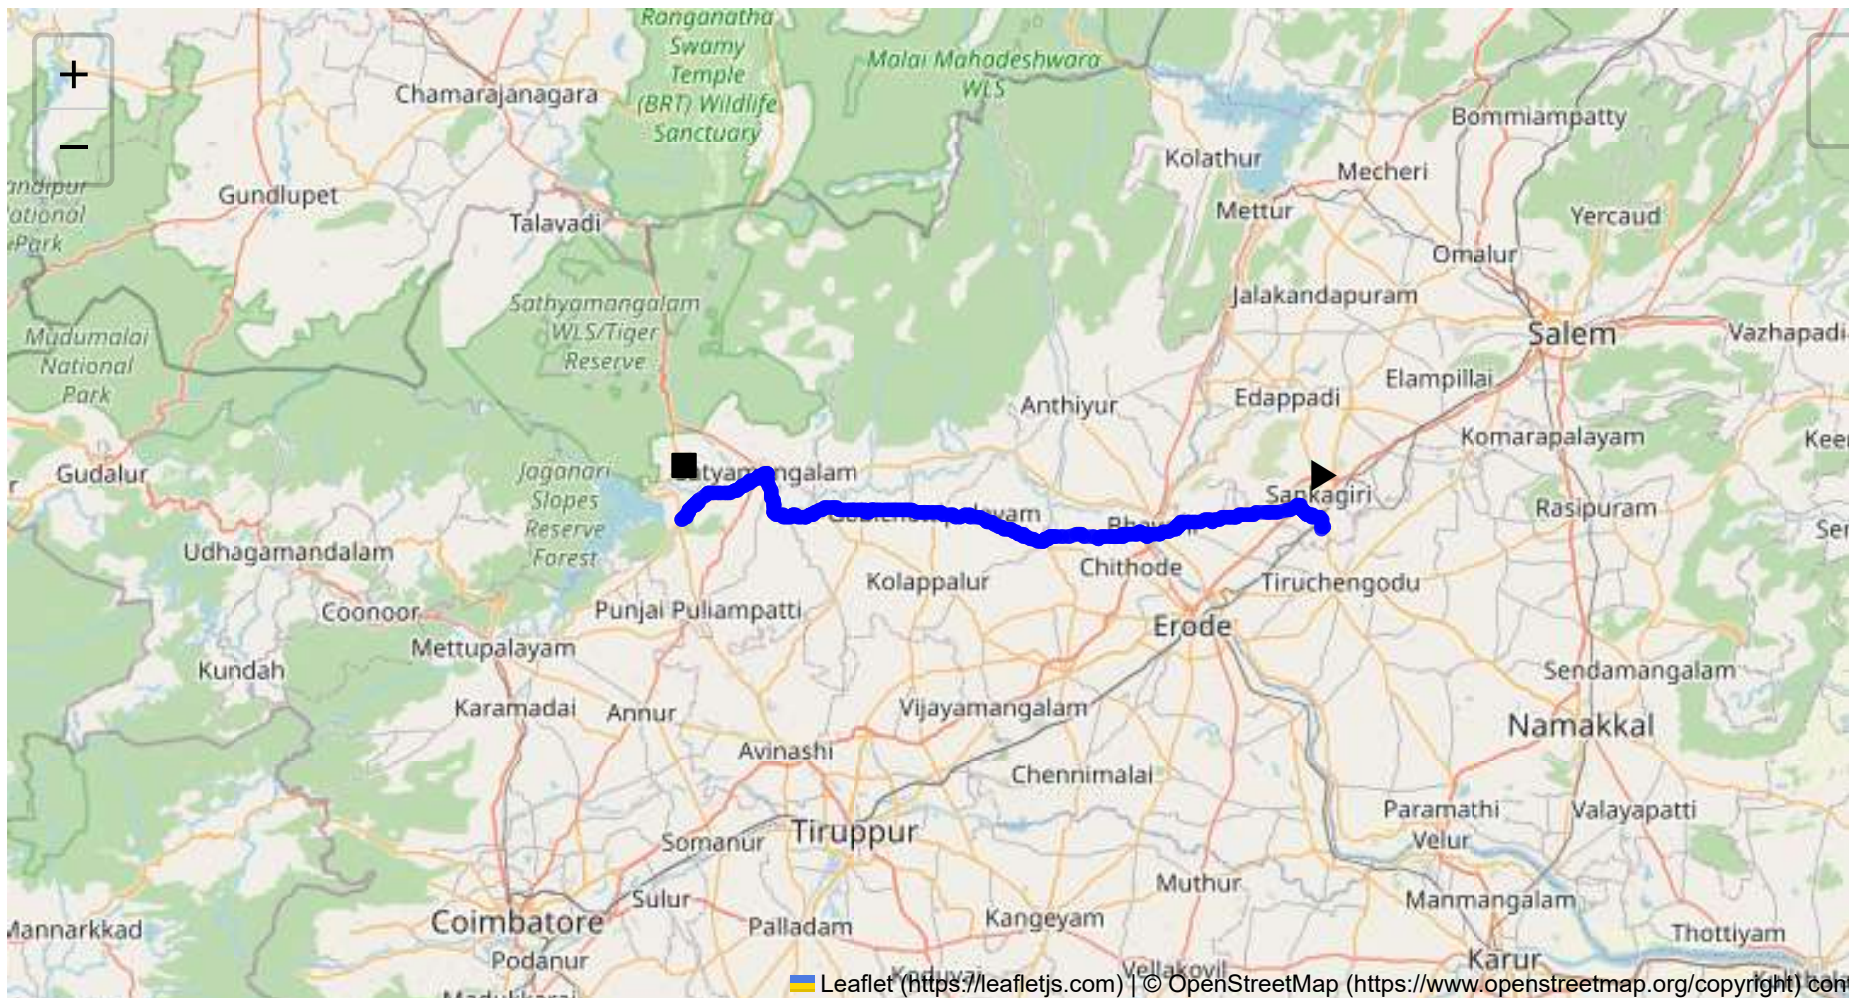 Ranganatha
Swamy
Temple
(BRT) Wildlife
Sanctuary
Malai Mahadeshwara
WLS
+
−
Chamarajanagara
Bommiampatty
Kolathur
Mecheri
Gundlupet
Talavadi
Mettur
Yercaud
Omalur
Sathyamangalam
WLS/Tiger
Reserve
Jalakandapuram
Salem
Vazhapadi
Mudumalai
National
Park
Elampillai
Edappadi
Anthiyur
Komarapalayam
Gudalur
Jaganari
Slopes
Reserve
Forest
Sankagiri
Rasipuram
Udhagamandalam
Chithode
Kolappalur
Tiruchengodu
Coonoor
Punjai Puliampatti
Erode
Mettupalayam
Kundah
Sendamangalam
Karamadai
Annur
Vijayamangalam
Namakkal
Avinashi
Chennimalai
Paramathi
Velur
Valayapatti
Tiruppur
Somanur
Muthur
Sulur
Manmangalam
Coimbatore
Palladam
Kangeyam
Mannarkkad
Thottiyam
Podanur
Karur
Vellakovil
Leaflet (https://leafletjs.com) | © OpenStreetMap (https://www.openstreetmap.org/copyright) con